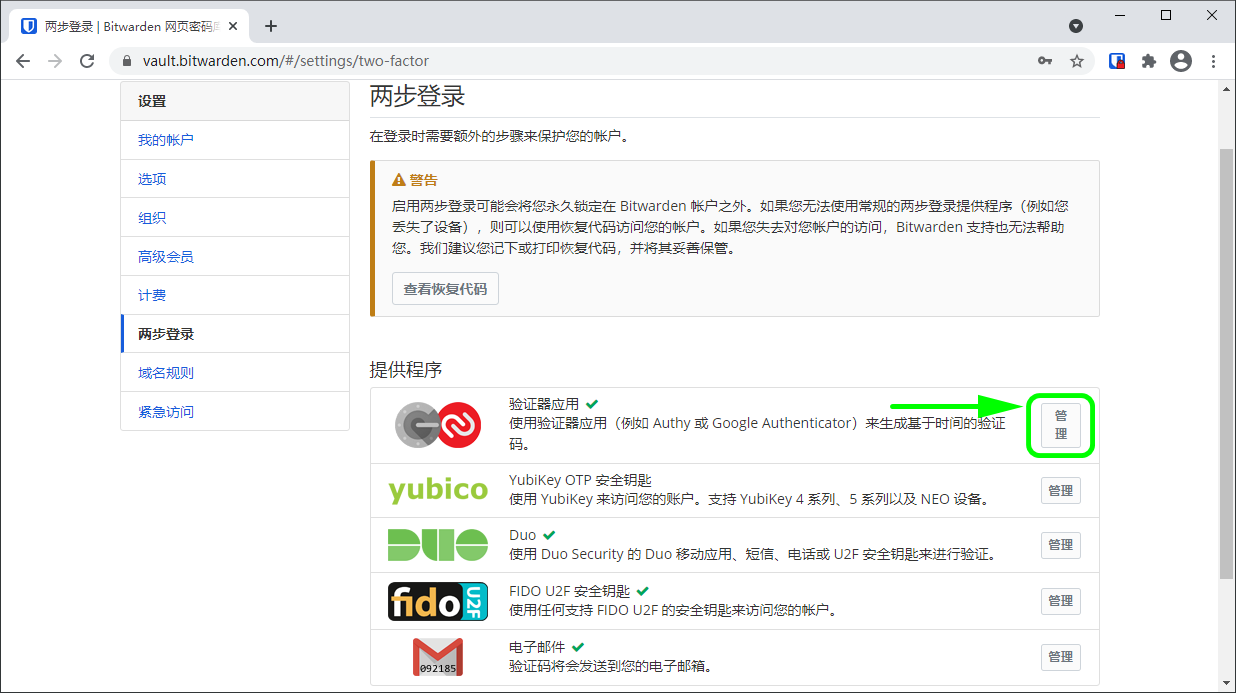 两步登录 | Bitwarden 网页密码库
vault.bitwarden.com/#/settings/two-factor
设置
我的帐户
选项
组织
高级会员
计费
两步登录
域名规则
紧急访问
两步登录
在登录时需要额外的步骤来保护您的帐户。
警告
启用两步登录可能会将您永久锁定在 Bitwarden 帐户之外。如果您无法使用常规的两步登录提供程序（例如您
丢失了设备），则可以使用恢复代码访问您的帐户。如果您失去对您帐户的访问，Bitwarden 支持也无法帮助
您。我们建议您记下或打印恢复代码，并将其妥善保管。
查看恢复代码
提供程序
验证器应用
使用验证器应用（例如 Authy 或 Google Authenticator）来生成基于时间的验证
码。
管
理
yubico
YubiKey OTP 安全钥匙
使用 YubiKey 来访问您的账户。支持 YubiKey 4 系列、5 系列以及 NEO 设备。
管理
DUO
Duo
使用 Duo Security 的 Duo 移动应用、短信、电话或 U2F 安全钥匙来进行验证。
管理
fido U2F
FIDO U2F 安全钥匙
使用任何支持 FIDO U2F 的安全钥匙来访问您的帐户。
管理
092185
电子邮件
验证码将会发送到您的电子邮箱。
管理